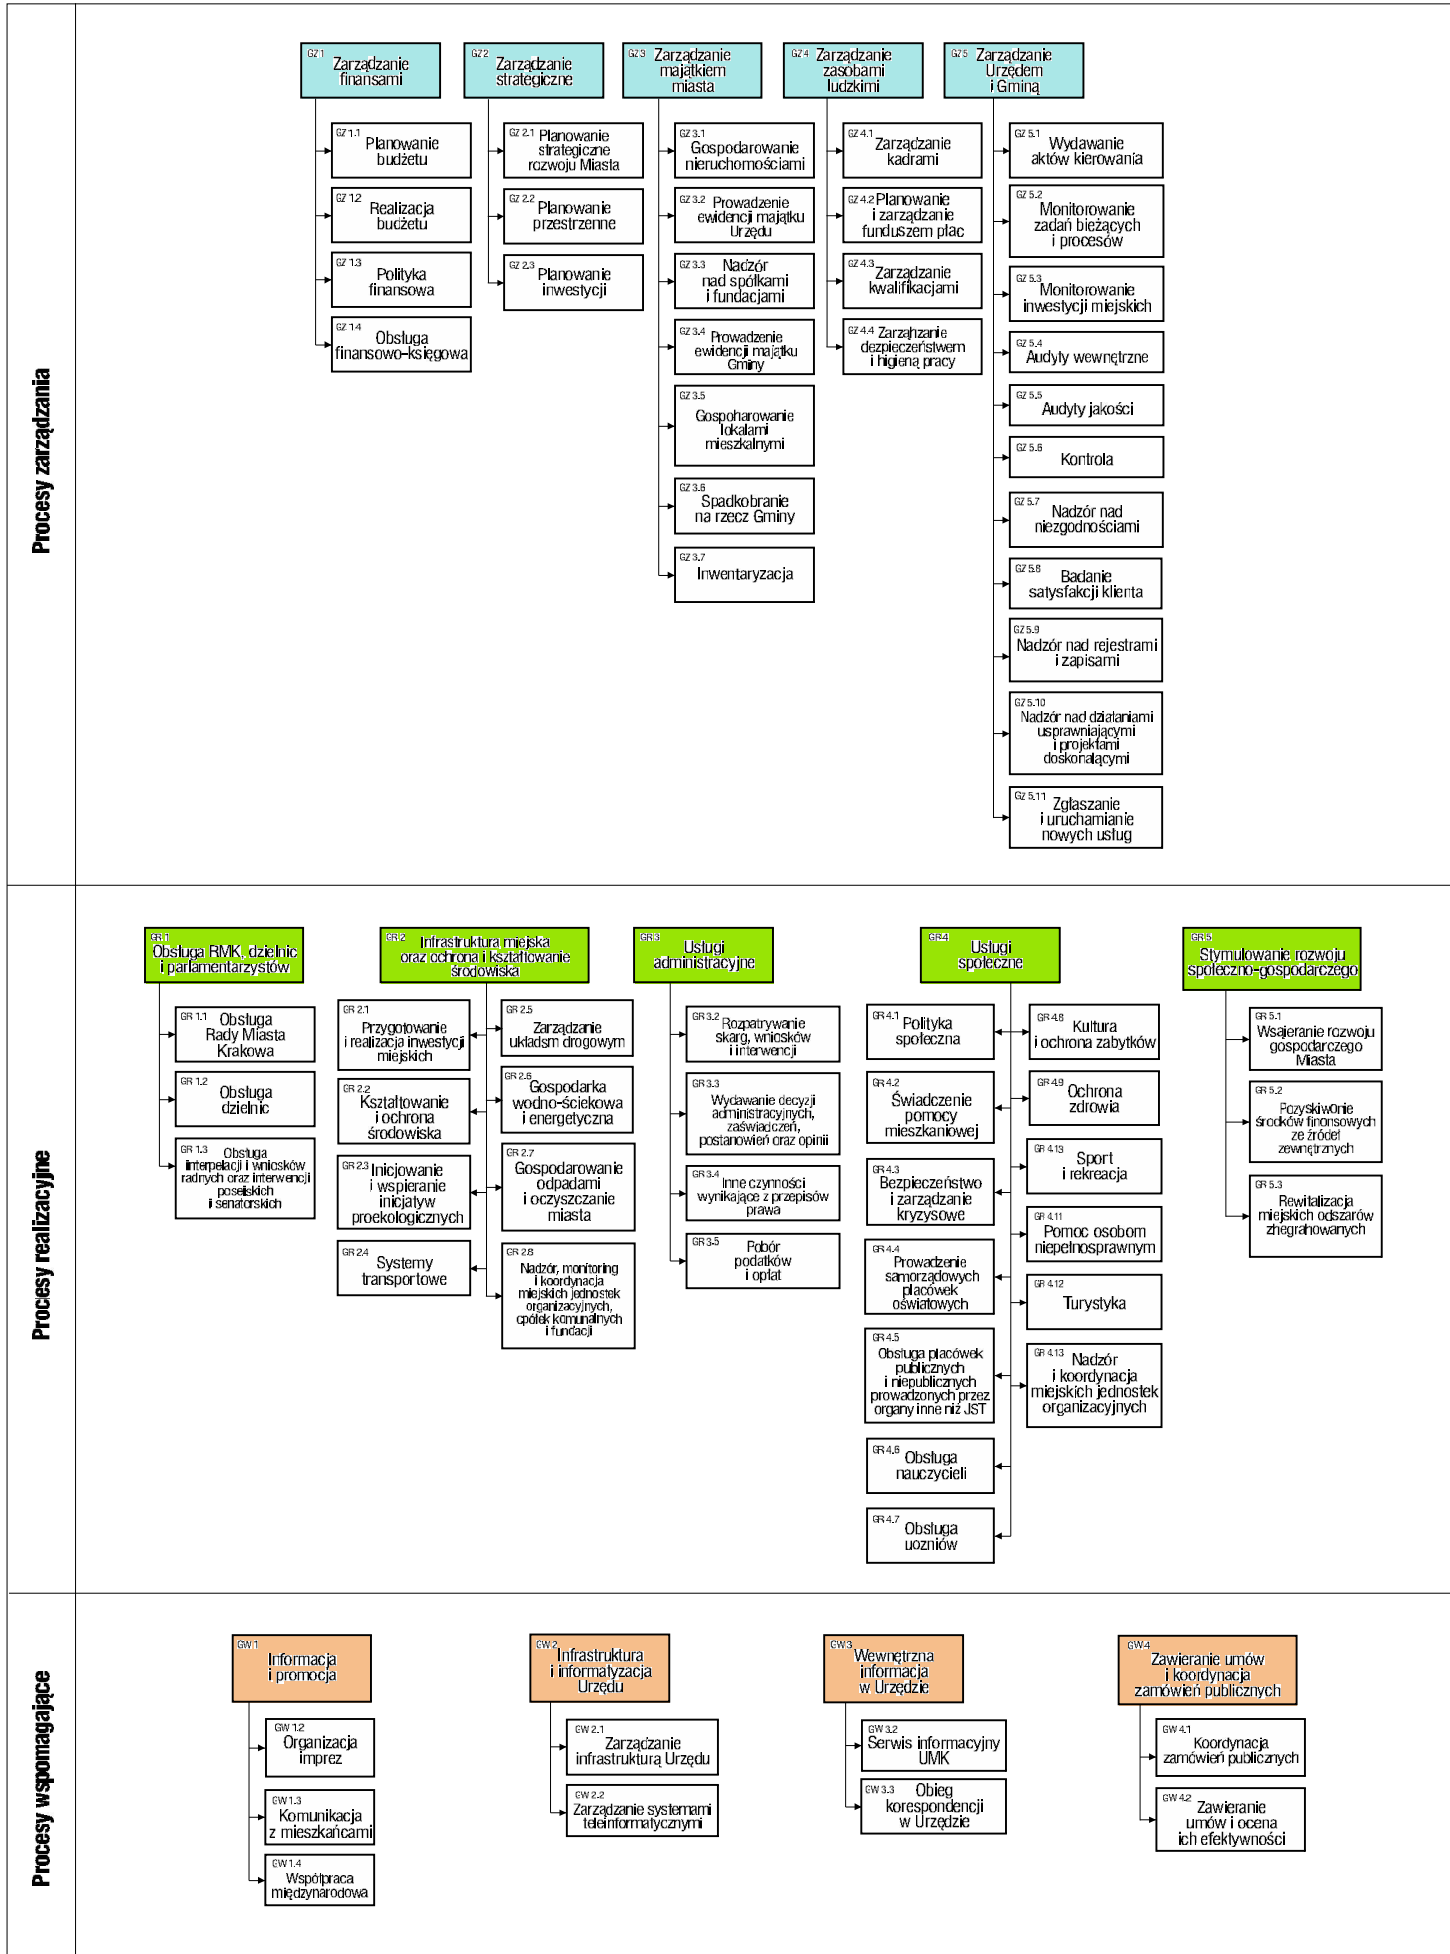 Procesy zarządzania
GZ 1 Zarządzanie
finansami
GZ 1.1
Planowanie
budżetu
GZ 1.2
Realizacja
budżetu
GZ 1.3
Polityka
finansowa
GZ 1.4
Obsługa
finansowo-księgowa
GZ 2
Zarządzanie
strategiczne
GZ 2.1
Planowanie
strategiczne
rozwoju Miasta
GZ 2.2
Planowanie
przestrzenne
GZ 2.3
Planowanie
inwestycji
GZ 3 Zarządzanie
majątkiem
miasta
GZ 3.1
Gospodarowanie
nieruchomościami
GZ 3.2
Prowadzenie
ewidencji majątku
Urzędu
GZ 3.3
Nadzór
nad spółkami
i fundacjami
GZ 3.4
Prowadzenie
ewidencji majątku
Gminy
GZ 3.5
Gospoharowanie
lokalami
mieszkalnymi
GZ 3.6
Spadkobranie
na rzecz Gminy
GZ 3.7
Inwentaryzacja
GZ 4 Zarządzanie
zasobami
ludzkimi
GZ 4.1
Zarządzanie
kadrami
GZ 4.2 Planowanie
i zarządzanie
funduszem płac
GZ 4.3
Zarządzanie
kwalifikacjami
GZ 4.4 Zarząhzanie
dezpieczeństwem
i higieną pracy
GZ 5 Zarządzanie
Urzędem
i Gminą
GZ 5.1
Wydawanie
aktów kierowania
GZ 5.2
Monitorowanie
zadań bieżących
i procesów
GZ 5.3
Monitorowanie
inwestycji miejskich
GZ 5.4
Audyty wewnętrzne
GZ 5.5
Audyty jakości
GZ 5.6
Kontrola
GZ 5.7
Nadzór nad
niezgodnościami
GZ 5.8
Badanie
satysfakcji klienta
GZ 5.9
Nadzór nad rejestrami
i zapisami
GZ 5.10
Nadzór nad działaniami
usprawniającymi
i projektami
doskonalącymi
GZ 5.11
Zgłaszanie
i uruchamianie
nowych usług
Procesy realizacyjne
GR 1
Obsługa RMK, dzielnic
i parlamentarzystów
GR 1.1
Obsługa
Rady Miasta
Krakowa
GR 1.2
Obsługa
dzielnic
GR 1.3
Obsługa
interpelacji i wniosków
radnych oraz interwencji
poselskich
i senatorskich
GR 2
Infrastruktura miejska
oraz ochrona i kształtowanie
środowiska
GR 2.1
Przygotowanie
i realizacja inwestycji
miejskich
GR 2.2
Kształtowanie
i ochrona
środowiska
GR 2.3
Inicjowanie
i wspieranie
inicjatyw
proekologicznych
GR 2.4
Systemy
transportowe
GR 2.5
Zarządzanie
układsm drogowym
GR 2.6
Gospodarka
wodno-ściekowa
i energetyczna
GR 2.7
Gospodarowanie
odpadami
i oczyszczanie
miasta
GR 2.8
Nadzór, monitoring
i koordynacja
miejskich jednostek
organizacyjnych,
cpółek komunalnych
i fundacji
GR 3
Usługi
administracyjne
GR 3.2
Rozpatrywanie
skarg, wniosków
i interwencji
GR 3.3
Wydawanie decyzji
administracyjnych,
zaświadczeń,
postanowień oraz opinii
GR 3.4
Inne czynności
wynikające z przepisów
prawa
GR 3.5
Pobór
podatków
i opłat
GR 4
Usługi
społeczne
GR 4.1
Polityka
społeczna
GR 4.2
Świadczenie
pomocy
mieszkaniowej
GR 4.3
Bezpieczeństwo
i zarządzanie
kryzysowe
GR 4.4
Prowadzenie
samorządowych
placówek
oświatowych
GR 4.5
Obsługa placówek
publicznych
i niepublicznych
prowadzonych przez
organy inne niż JST
GR 4.6
Obsługa
nauczycieli
GR 4.7
Obsługa
uozniów
GR 4.8
Kultura
i ochrona zabytków
GR 4.9
Ochrona
zdrowia
GR 4.13
Sport
i rekreacja
GR 4.11
Pomoc osobom
niepełnosprawnym
GR 4.12
Turystyka
GR 4.13
Nadzór
i koordynacja
miejskich jednostek
organizacyjnych
GR 5
Stymulowanie rozwoju
społeczno-gospodarczego
GR 5.1
Wsajeranie rozwoju
gospodarczego
Miasta
GR 5.2
Pozyskiwonie
środków finonsowych
ze źródeł
zewnętrznych
GR 5.3
Rewitalizacja
miejskich odszarów
zhegrahowanych
Procesy wspomagające
GW 1
Informacja
i promocja
GW 1.2
Organizacja
imprez
GW 1.3
Komunikacja
z mieszkańcami
GW 1.4
Współpraca
międzynarodowa
GW 2
Infrastruktura
i informatyzacja
Urzędu
GW 2.1
Zarządzanie
infrastrukturą Urzędu
GW 2.2
Zarządzanie systemami
teleinformatycznymi
GW 3
Wewnętrzna
informacja
w Urzędzie
GW 3.2
Serwis informacyjny
UMK
GW 3.3
Obieg
korespondencji
w Urzędzie
GW 4
Zawieranie umów
i koordynacja
zamówień publicznych
GW 4.1
Koordynacja
zamówień publicznych
GW 4.2
Zawieranie
umów i ocena
ich efektywności